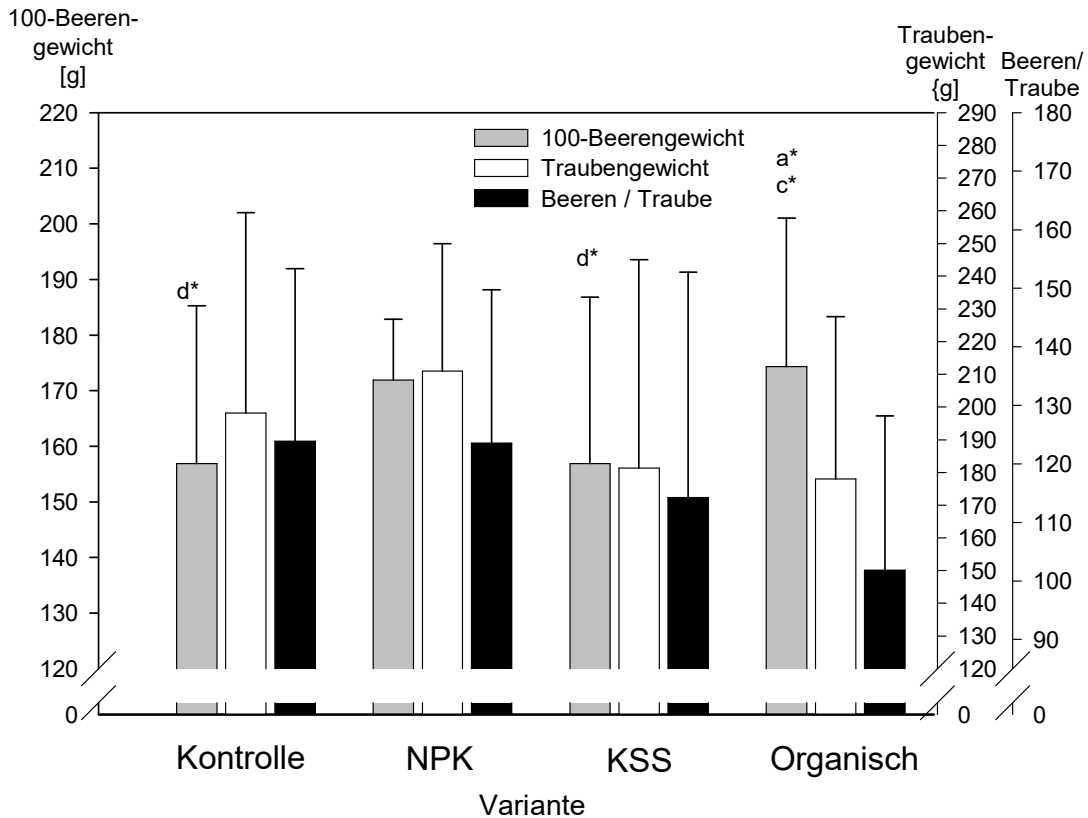 100-Beeren-
gewicht
[g]
Trauben-
gewicht
{g]
Beeren/
Traube
220
210
200
190
180
170
160
150
140
130
120
0
100-Beerengewicht
Traubengewicht
Beeren / Traube
d*
d*
a*
c*
290
280
270
260
250
240
230
220
210
200
190
180
170
160
150
140
130
120
0
180
170
160
150
140
130
120
110
100
90
0
Kontrolle
NPK
KSS
Organisch
Variante